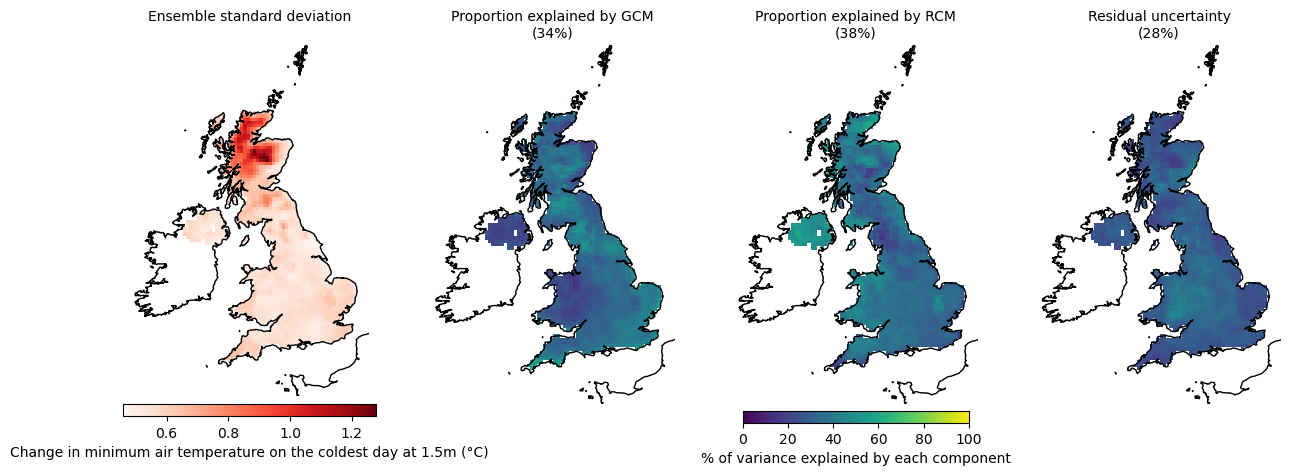 Ensemble standard deviation
Proportion explained by GCM
(34%)
Proportion explained by RCM
(38%)
Residual uncertainty
(28%)
0.6 0.8 1.0 1.2
Change in minimum air temperature on the coldest day at 1.5m (°C)
0 20 40 60 80 100
% of variance explained by each component